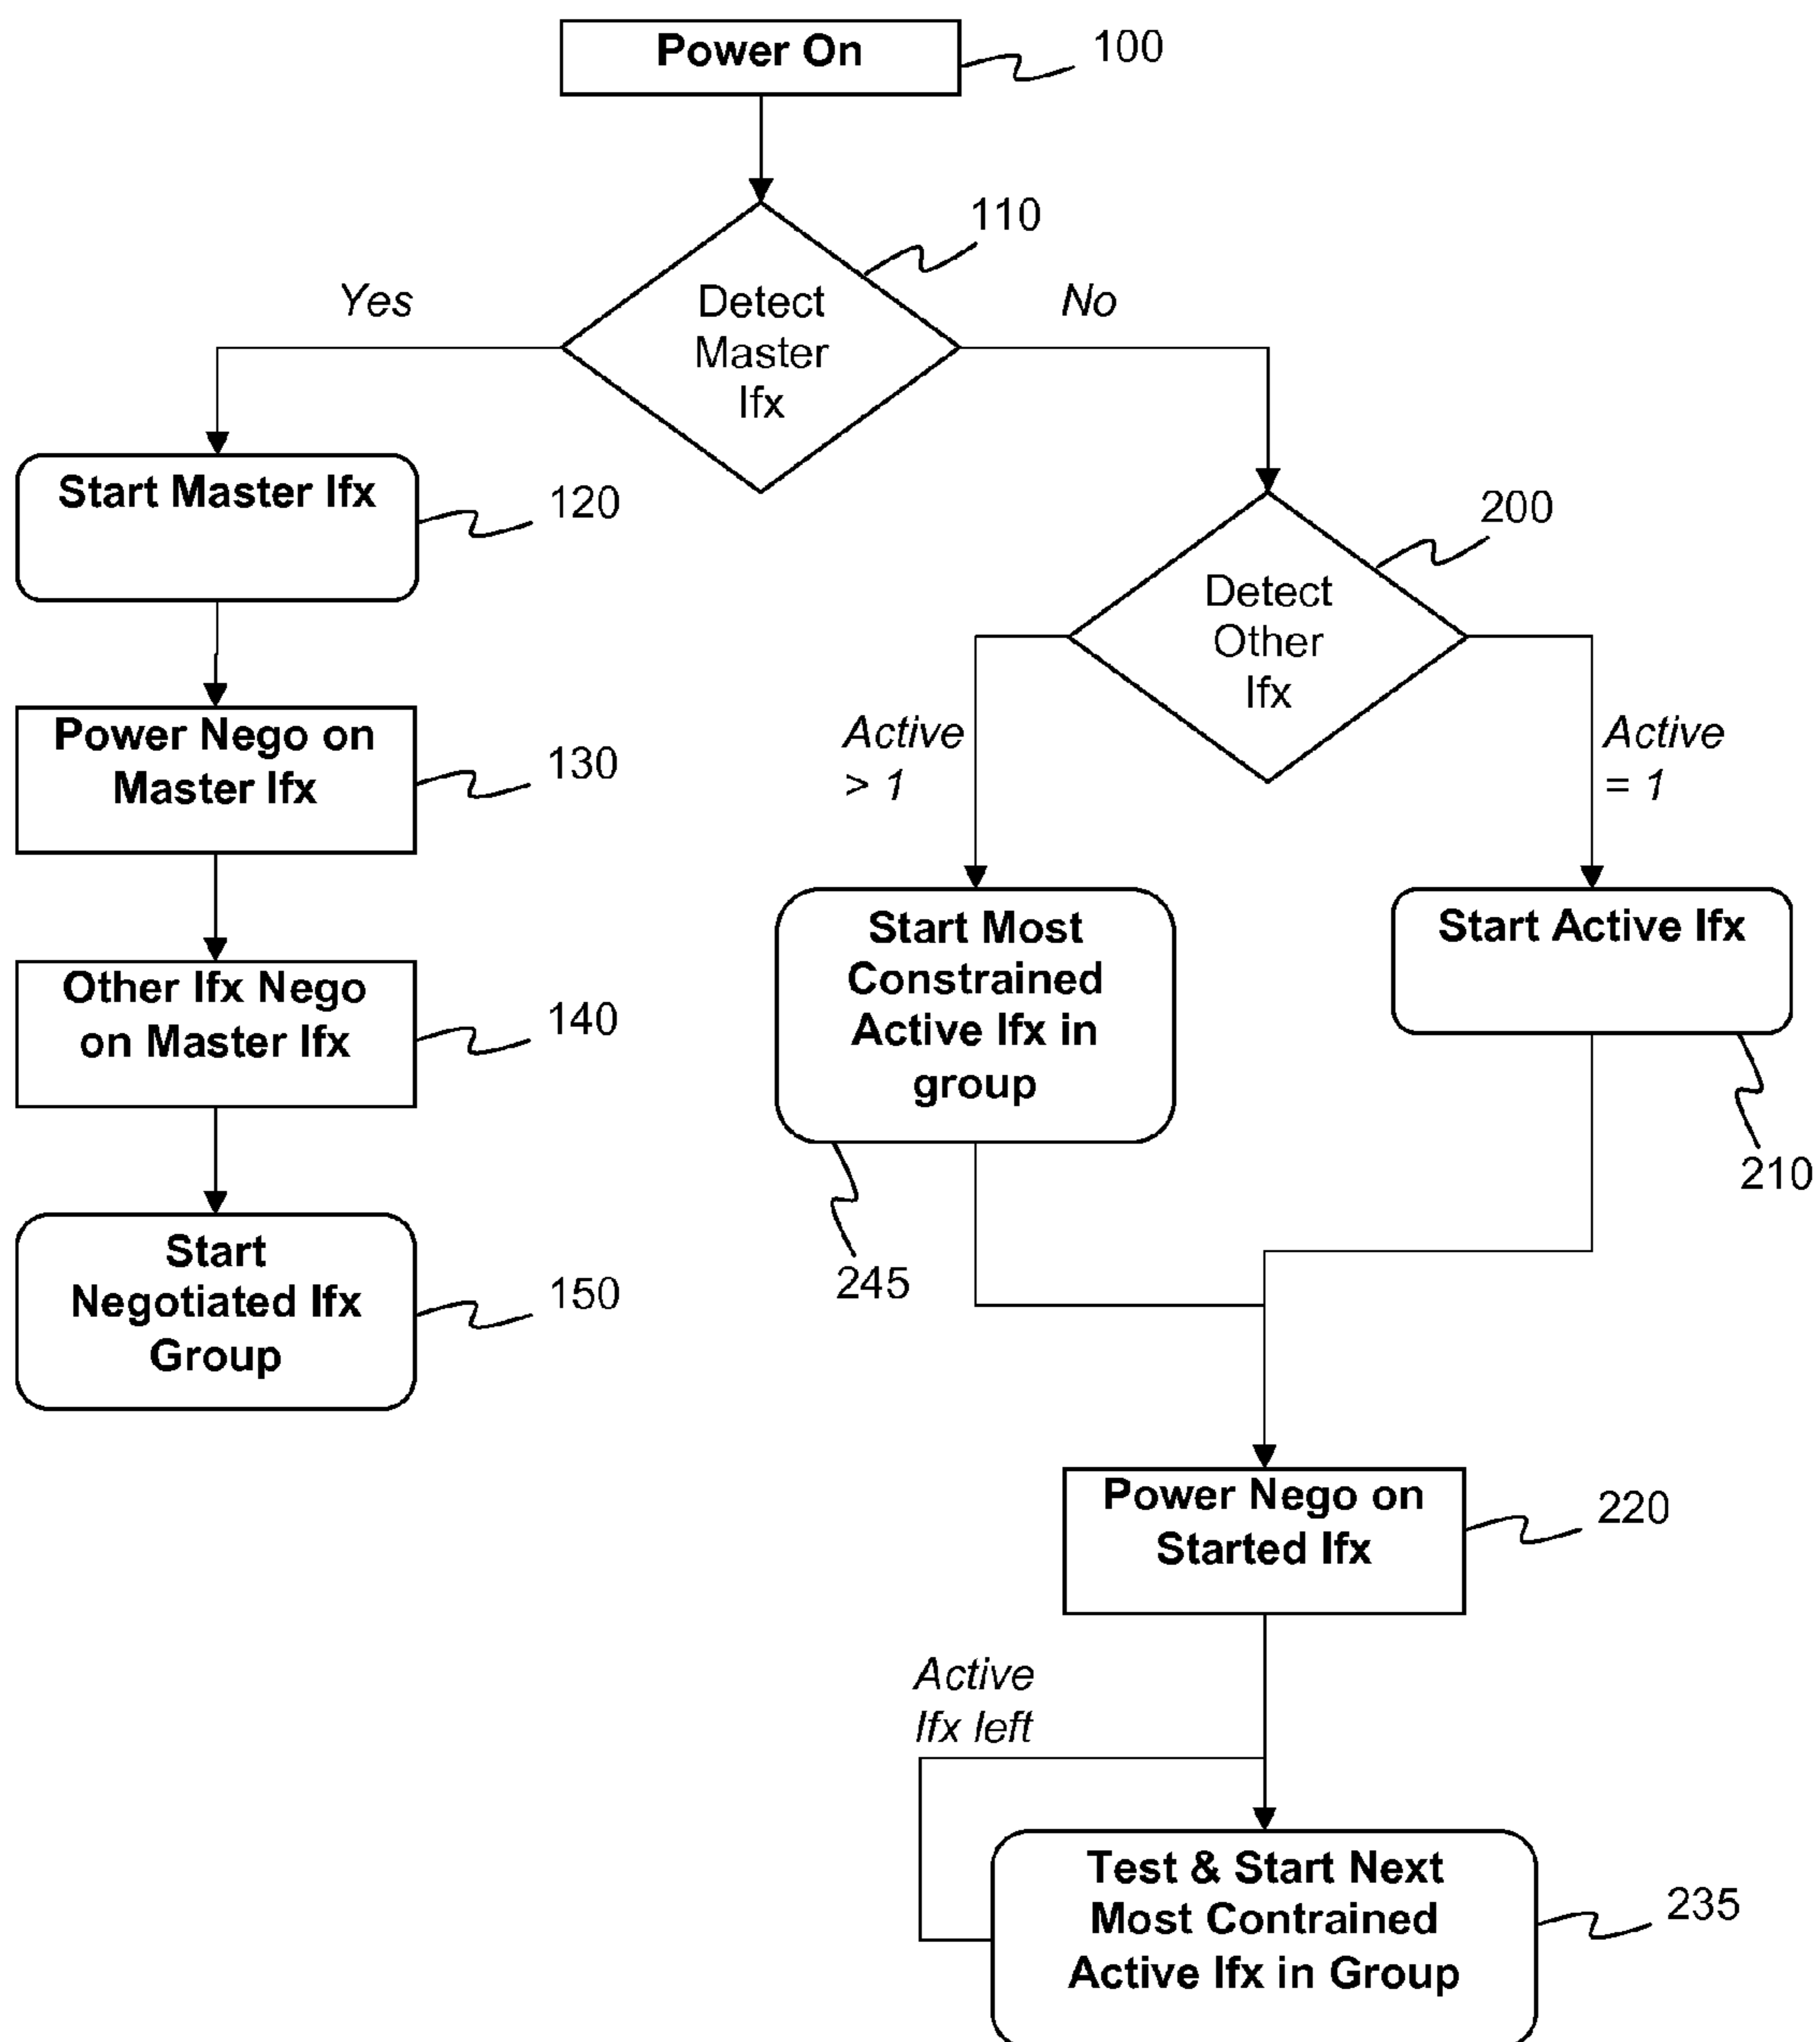 Power On
100
110
Detect
Master
Ifx
Yes
No
Start Master Ifx
120
200
Detect
Other
Ifx
Power Nego on
Master Ifx
130
Active
> 1
Active
= 1
Other Ifx Nego
on Master Ifx
140
Start Most
Constrained
Active Ifx in
group
245
Start Active Ifx
210
Start
Negotiated Ifx
Group
150
Power Nego on
Started Ifx
220
Active
Ifx left
Test & Start Next
Most Contrained
Active Ifx in Group
235